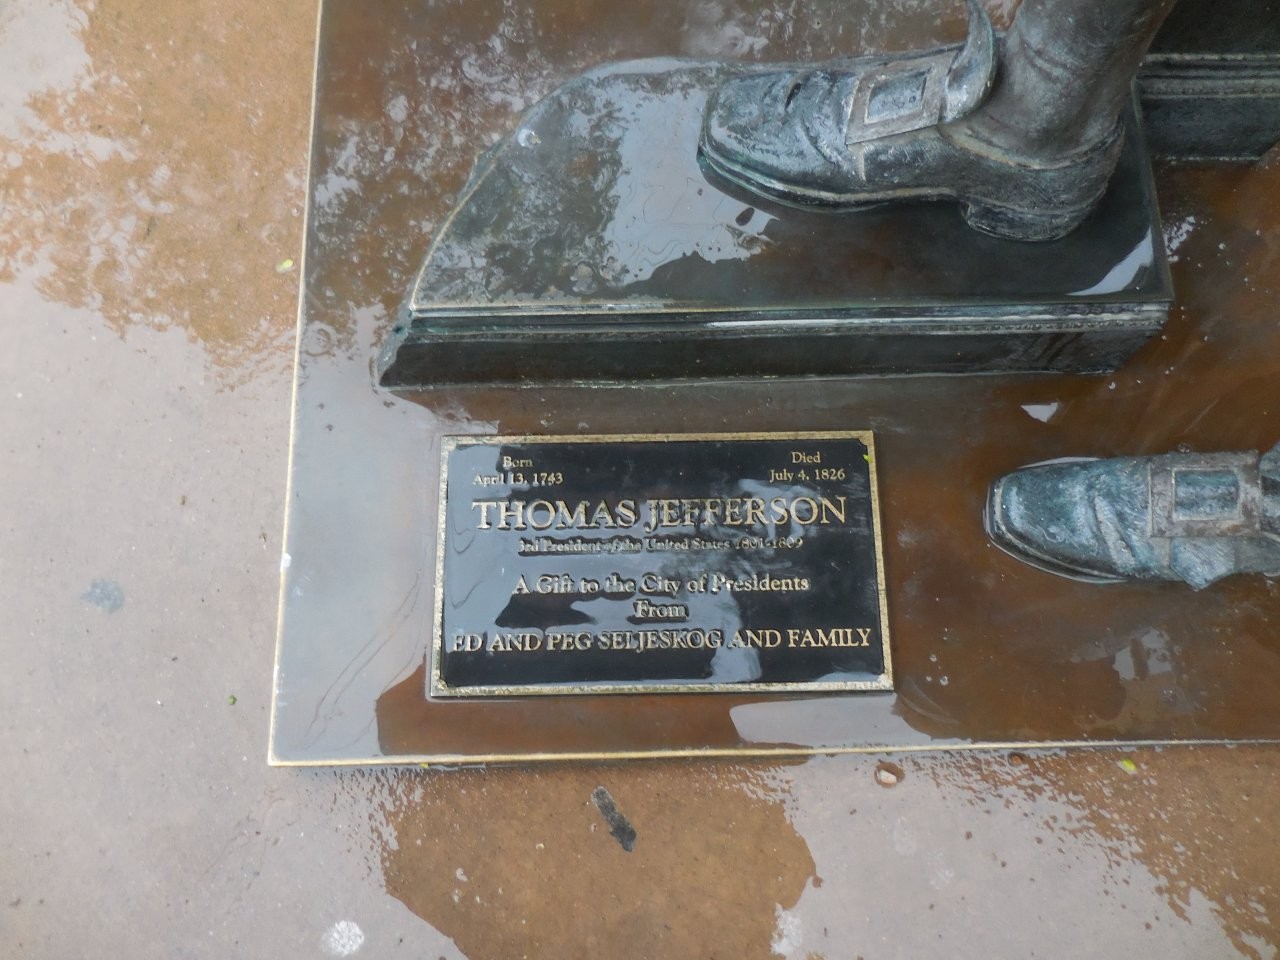 Born Died
April 13, 1743 July 4, 1826
THOMAS JEFFERSON
3rd President of the United States 1801-1809
A Gift to the City of Presidents
From
ED AND PEG SELJESKOG AND FAMILY